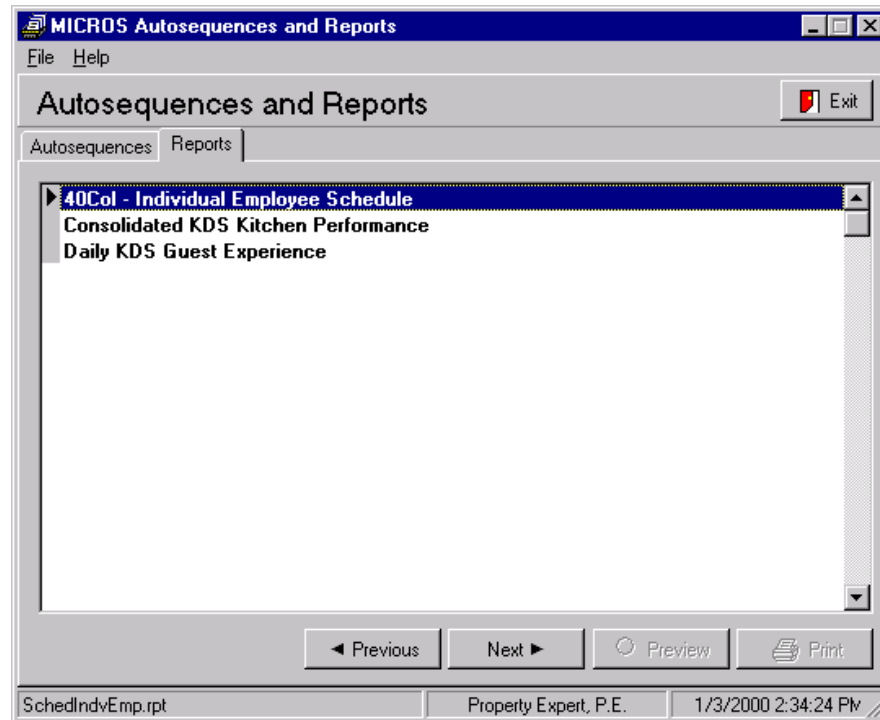 MICROS Autosequences and Reports
File Help
Autosequences and Reports
Exit
Autosequences Reports
40Col - Individual Employee Schedule
Consolidated KDS Kitchen Performance
Daily KDS Guest Experience
Previous Next Preview Print
SchedIndvEmp.rpt Property Expert, P.E. 1/3/2000 2:34:24 PM